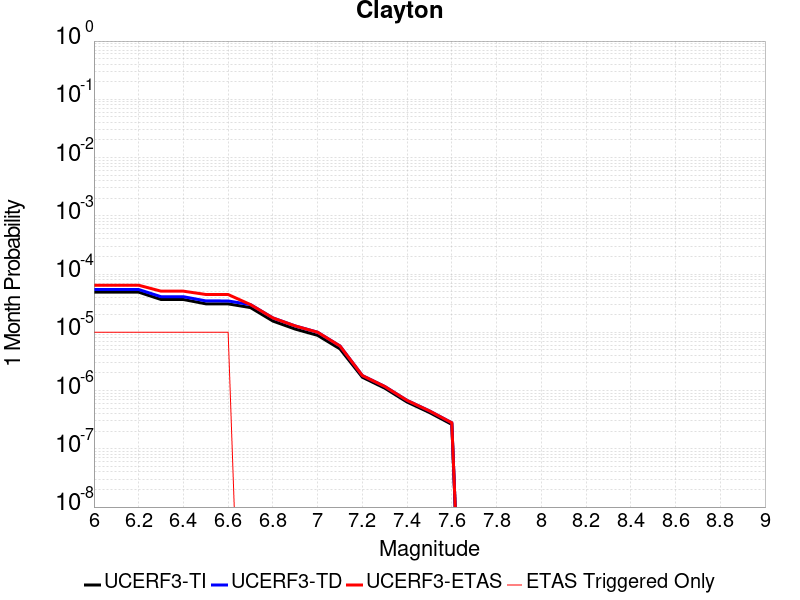 Clayton
10^0
10^-1
10^-2
10^-3
10^-4
10^-5
10^-6
10^-7
10^-8
1 Month Probability
6 6.2 6.4 6.6 6.8 7 7.2 7.4 7.6 7.8 8 8.2 8.4 8.6 8.8 9
Magnitude
UCERF3-TI UCERF3-TD UCERF3-ETAS ETAS Triggered Only